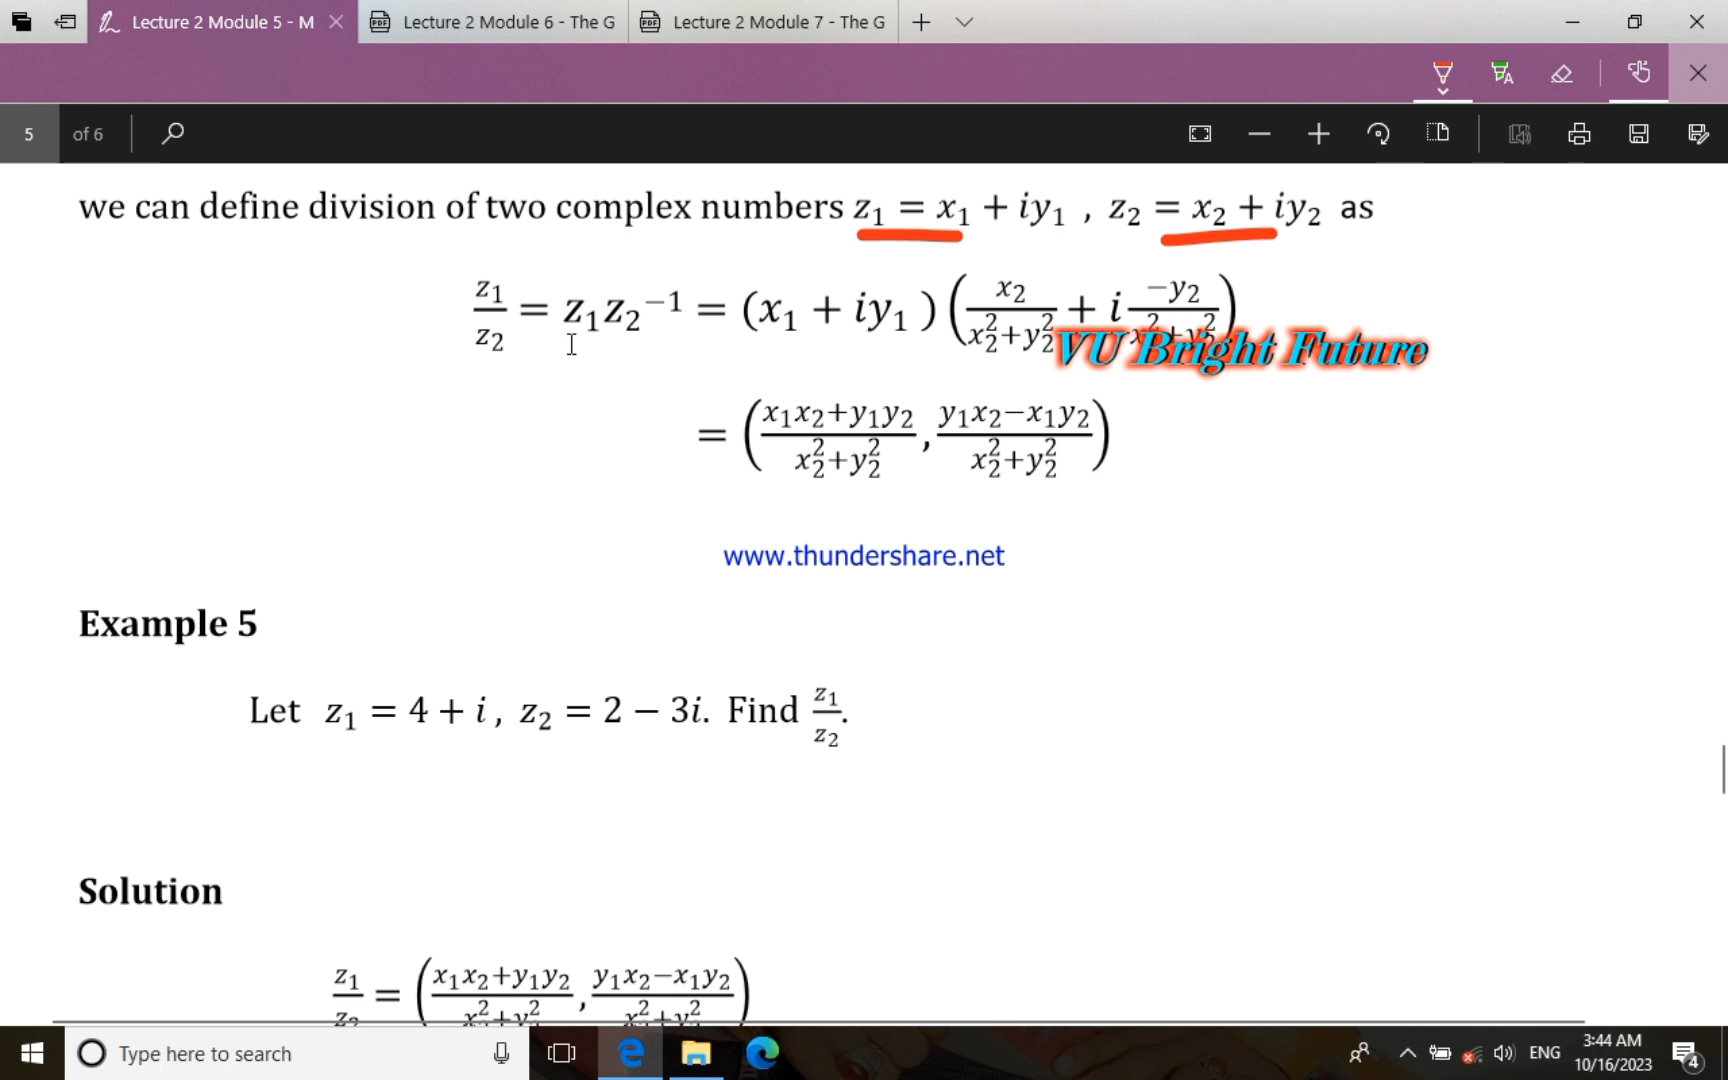 Lecture 2 Module 5 - M
Lecture 2 Module 6 - The G
Lecture 2 Module 7 - The G
5 of 6
we can define division of two complex numbers z₁ = x₁ + iy₁ , z₂ = x₂ + iy₂ as
z₁/z₂ = z₁z₂⁻¹ = (x₁ + iy₁ )(x₂/(x₂²+y₂²) + i −y₂/(x₂²+y₂²))
VU Bright Future
= ((x₁x₂+y₁y₂)/(x₂²+y₂²), (y₁x₂−x₁y₂)/(x₂²+y₂²))
www.thundershare.net
Example 5
Let z₁ = 4 + i, z₂ = 2 − 3i. Find z₁/z₂.
Solution
z₁/z₂ = ((x₁x₂+y₁y₂)/(x₂²+y₂²), (y₁x₂−x₁y₂)/(x₂²+y₂²))
Type here to search
ENG
3:44 AM
10/16/2023
4